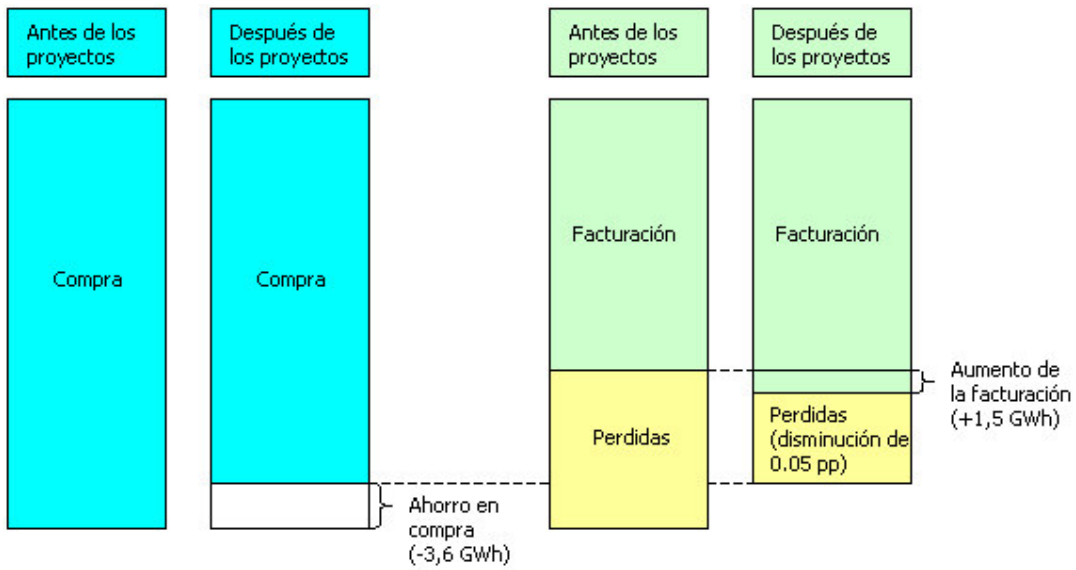 Antes de los
proyectos
Después de
los proyectos
Antes de los
proyectos
Después de
los proyectos
Compra
Compra
Facturación
Facturación
Aumento de
la facturación
(+1,5 GWh)
Perdidas
Perdidas
(disminución de
0.05 pp)
Ahorro en
compra
(-3,6 GWh)